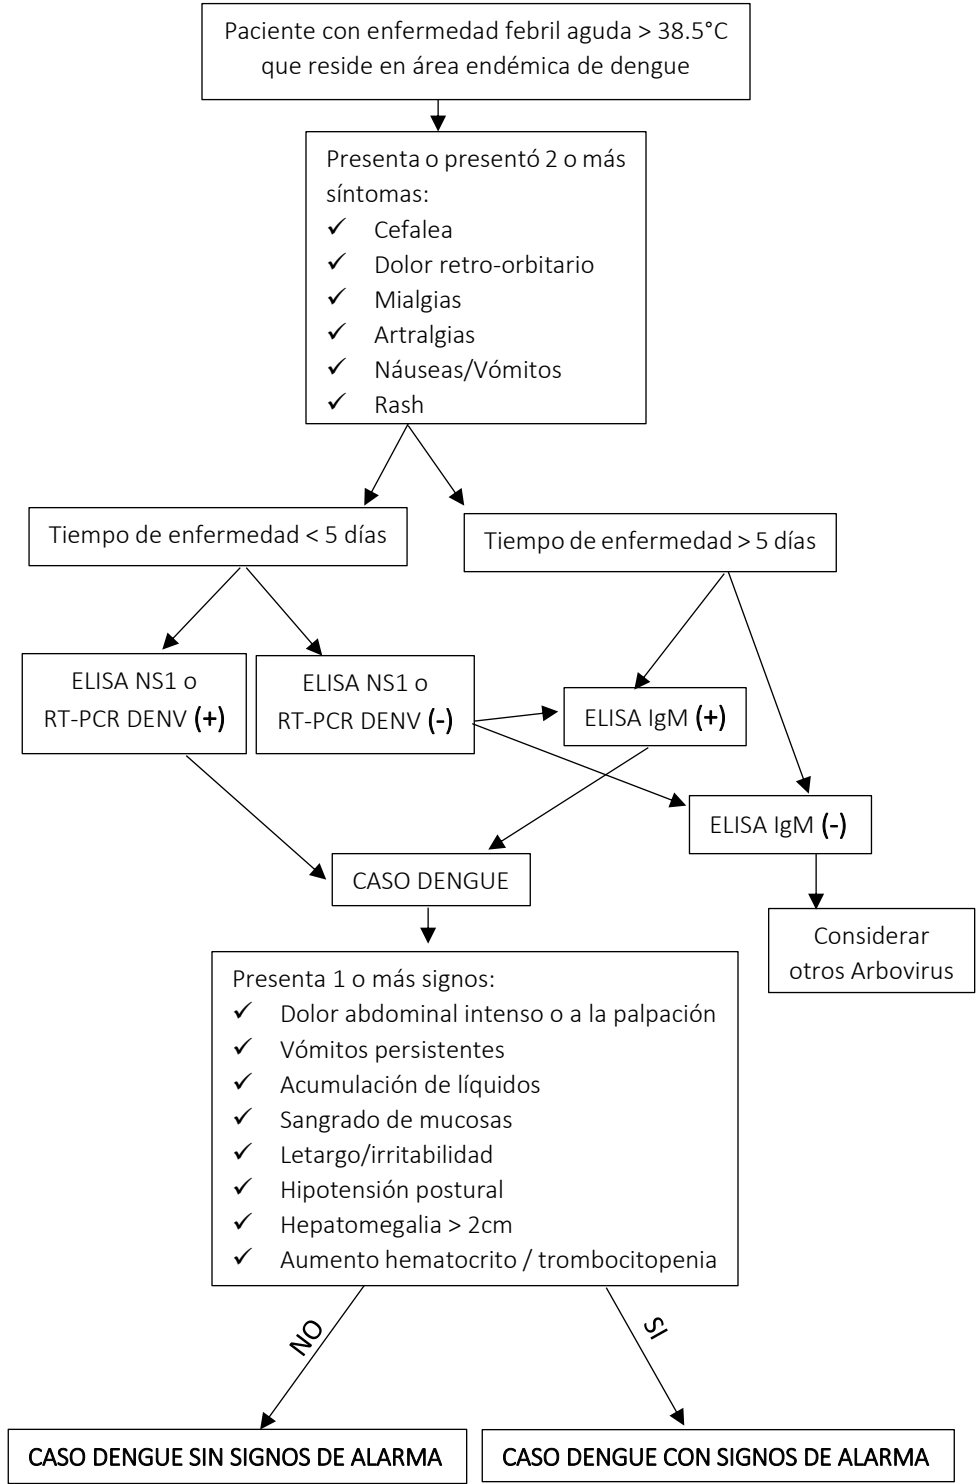 Paciente con enfermedad febril aguda > 38.5°C
que reside en área endémica de dengue
Presenta o presentó 2 o más
síntomas:
✓ Cefalea
✓ Dolor retro-orbitario
✓ Mialgias
✓ Artralgias
✓ Náuseas/Vómitos
✓ Rash
Tiempo de enfermedad < 5 días
Tiempo de enfermedad > 5 días
ELISA NS1 o
RT-PCR DENV (+)
ELISA NS1 o
RT-PCR DENV (-)
ELISA IgM (+)
ELISA IgM (-)
CASO DENGUE
Considerar
otros Arbovirus
Presenta 1 o más signos:
✓ Dolor abdominal intenso o a la palpación
✓ Vómitos persistentes
✓ Acumulación de líquidos
✓ Sangrado de mucosas
✓ Letargo/irritabilidad
✓ Hipotensión postural
✓ Hepatomegalia > 2cm
✓ Aumento hematocrito / trombocitopenia
NO
SI
CASO DENGUE SIN SIGNOS DE ALARMA
CASO DENGUE CON SIGNOS DE ALARMA